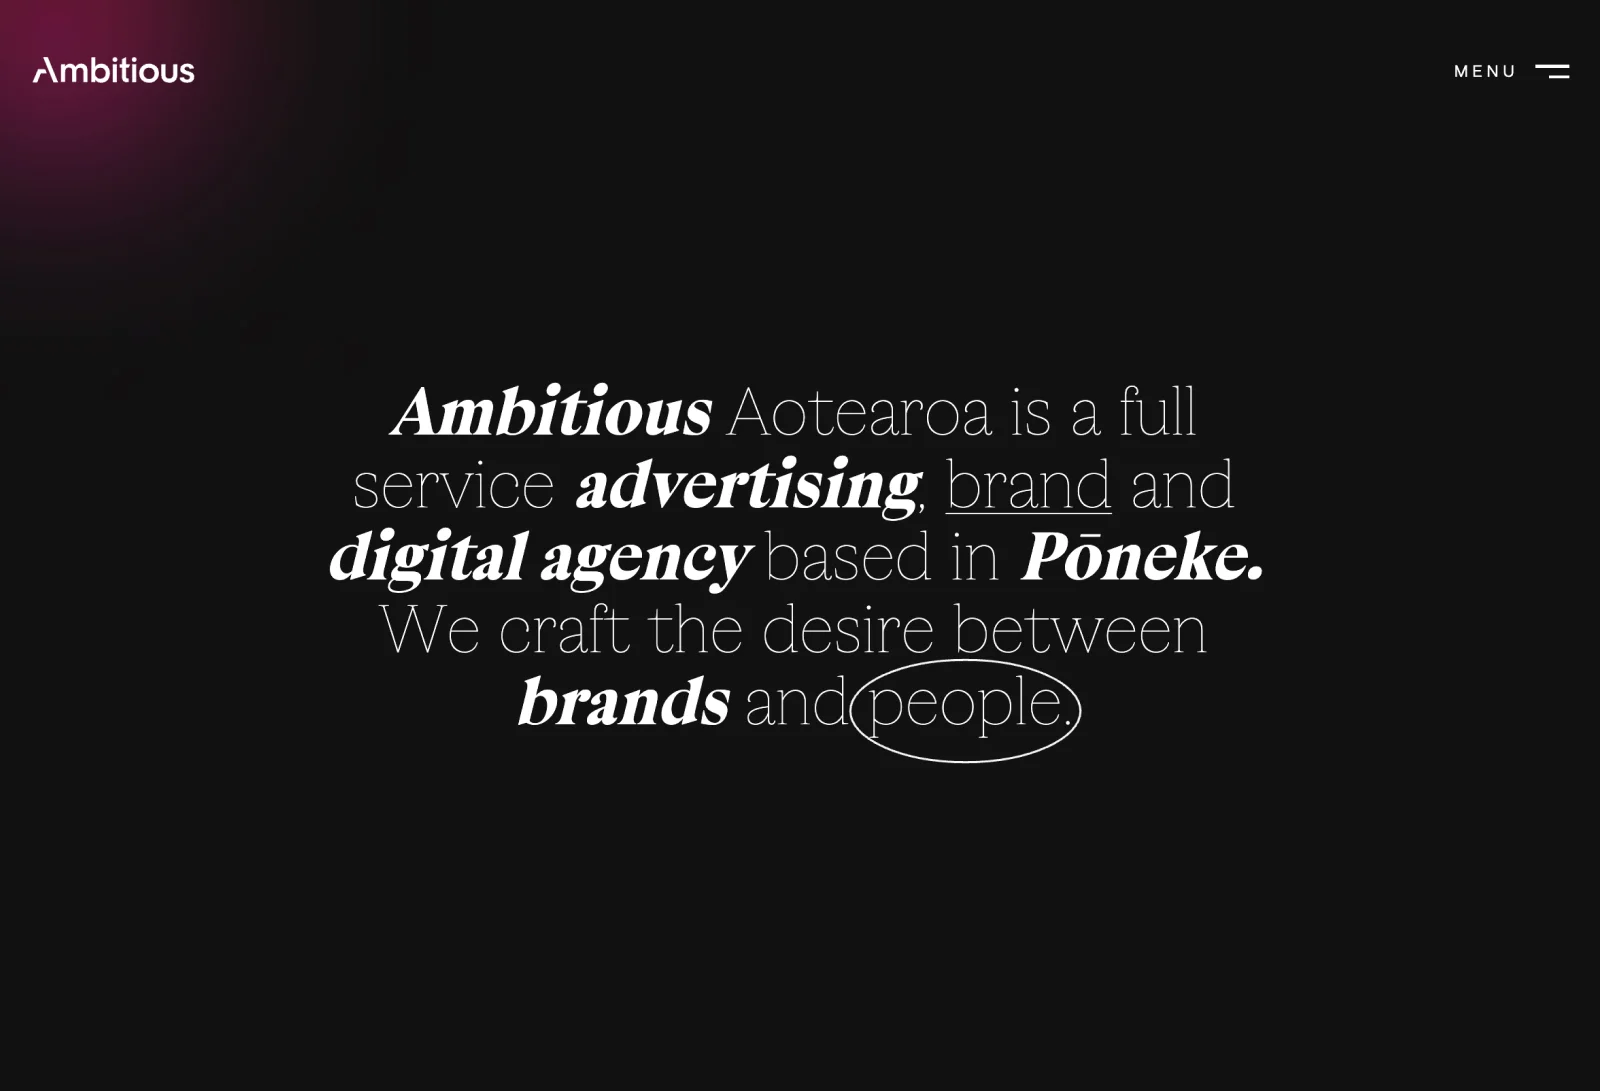 Ambitious
MENU
Ambitious Aotearoa is a full
service advertising, brand and
digital agency based in Pōneke.
We craft the desire between
brands and people.